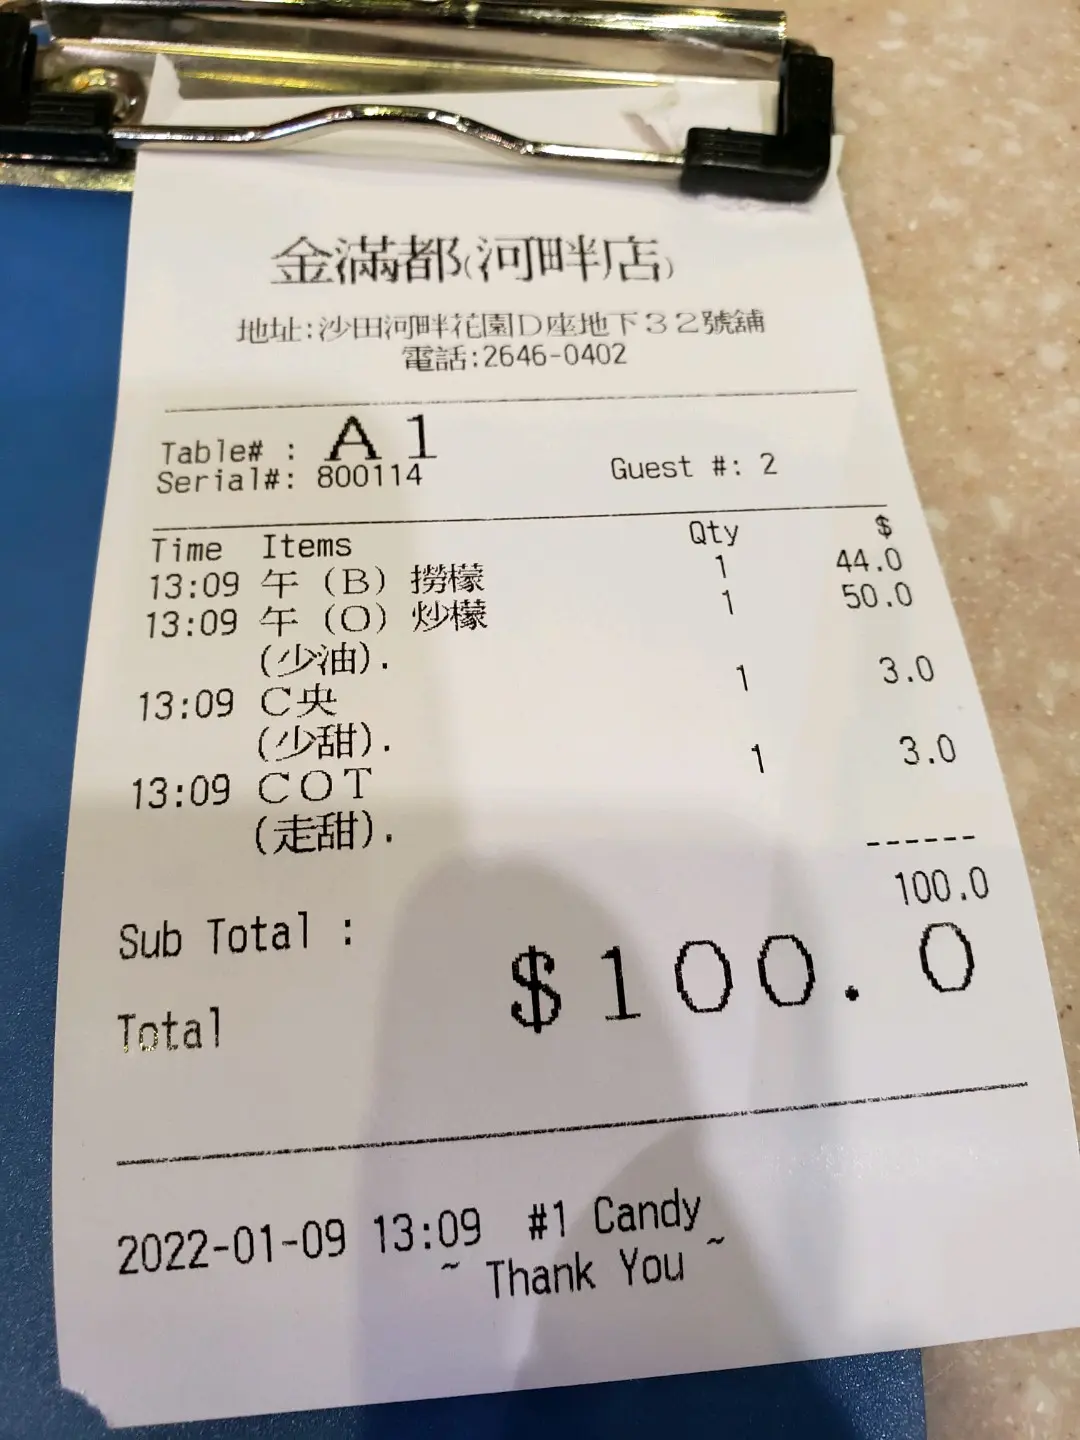 金滿都(河畔店)
地址:沙田河畔花園D座地下32號舖
電話:2646-0402
Table# : A1
Serial#: 800114 Guest #: 2
Time Items Qty $
13:09 午(B)撈檬 1 44.0
13:09 午(O)炒檬 1 50.0
(少油).
13:09 C央 1 3.0
(少甜).
13:09 COT 1 3.0
(走甜).
------
Sub Total : 100.0
Total $100.0
2022-01-09 13:09 #1 Candy
~ Thank You ~